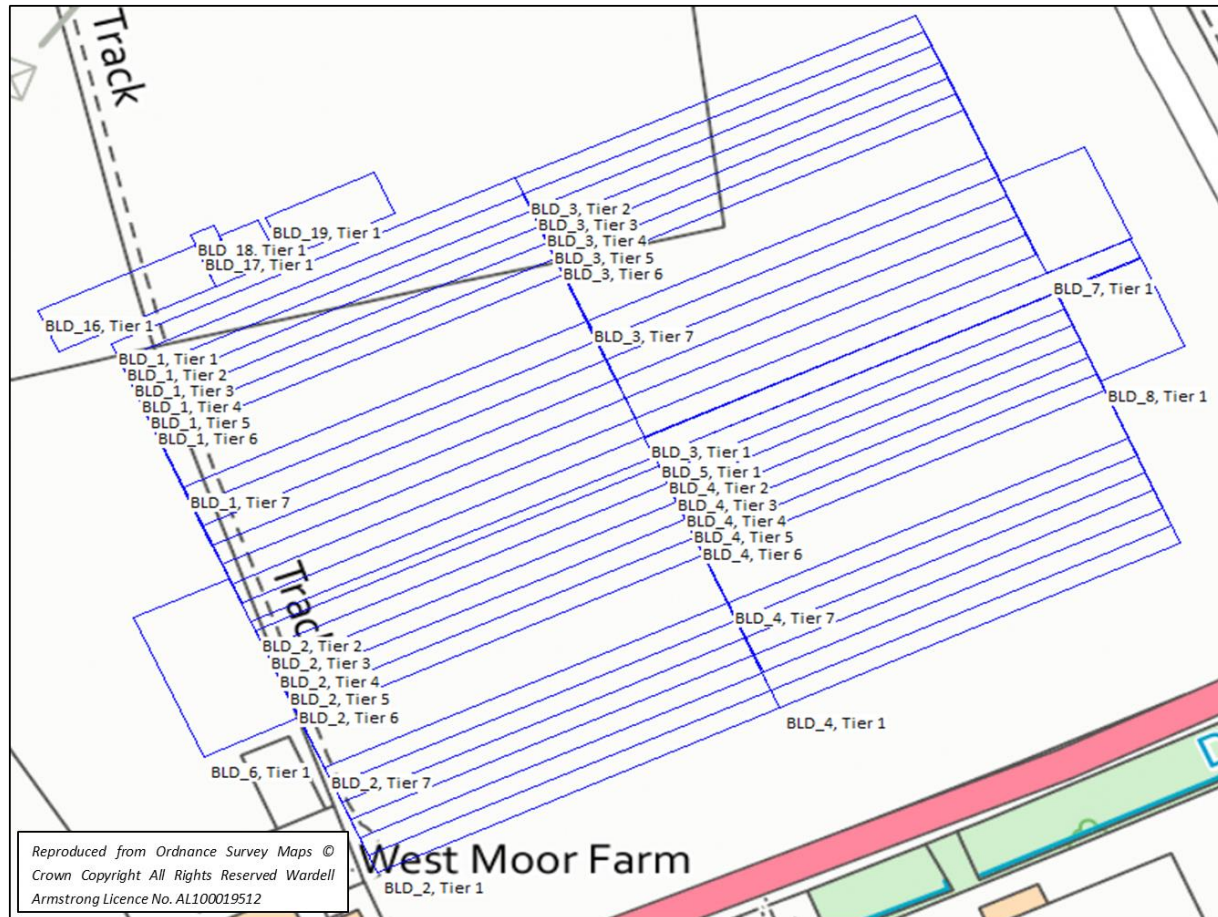 Track
BLD_3, Tier 2
BLD_3, Tier 3
BLD_3, Tier 4
BLD_3, Tier 5
BLD_3, Tier 6
BLD_19, Tier 1
BLD_18. Tier 1
BLD_17, Tier 1
BLD_7, Tier 1
BLD_16, Tier 1
BLD_3, Tier 7
BLD_1, Tier 1
BLD_1, Tier 2
BLD_1, Tier 3
BLD_1, Tier 4
BLD_1, Tier 5
BLD_1, Tier 6
BLD_8, Tier 1
BLD_3, Tier 1
BLD_5, Tier 1
BLD_4, Tier 2
BLD_4, Tier 3
BLD_4, Tier 4
BLD_4, Tier 5
BLD_4, Tier 6
BLD_1, Tier 7
Track
BLD_4, Tier 7
BLD_2, Tier 2
BLD_2, Tier 3
BLD_2, Tier 4
BLD_2, Tier 5
BLD_2, Tier 6
BLD_4, Tier 1
BLD_6, Tier 1
BLD_2, Tier 7
D
West Moor Farm
BLD_2, Tier 1
Reproduced from Ordnance Survey Maps ©
Crown Copyright All Rights Reserved Wardell
Armstrong Licence No. AL100019512